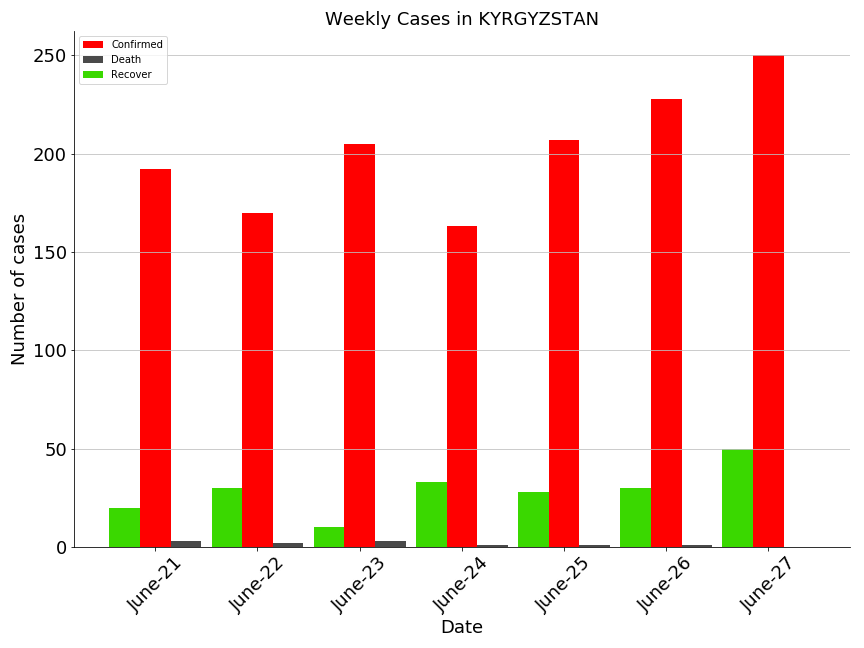 Weekly Cases in KYRGYZSTAN
Confirmed
Death
Recover
Number of cases
250
200
150
100
50
0
June-21
June-22
June-23
June-24
June-25
June-26
June-27
Date